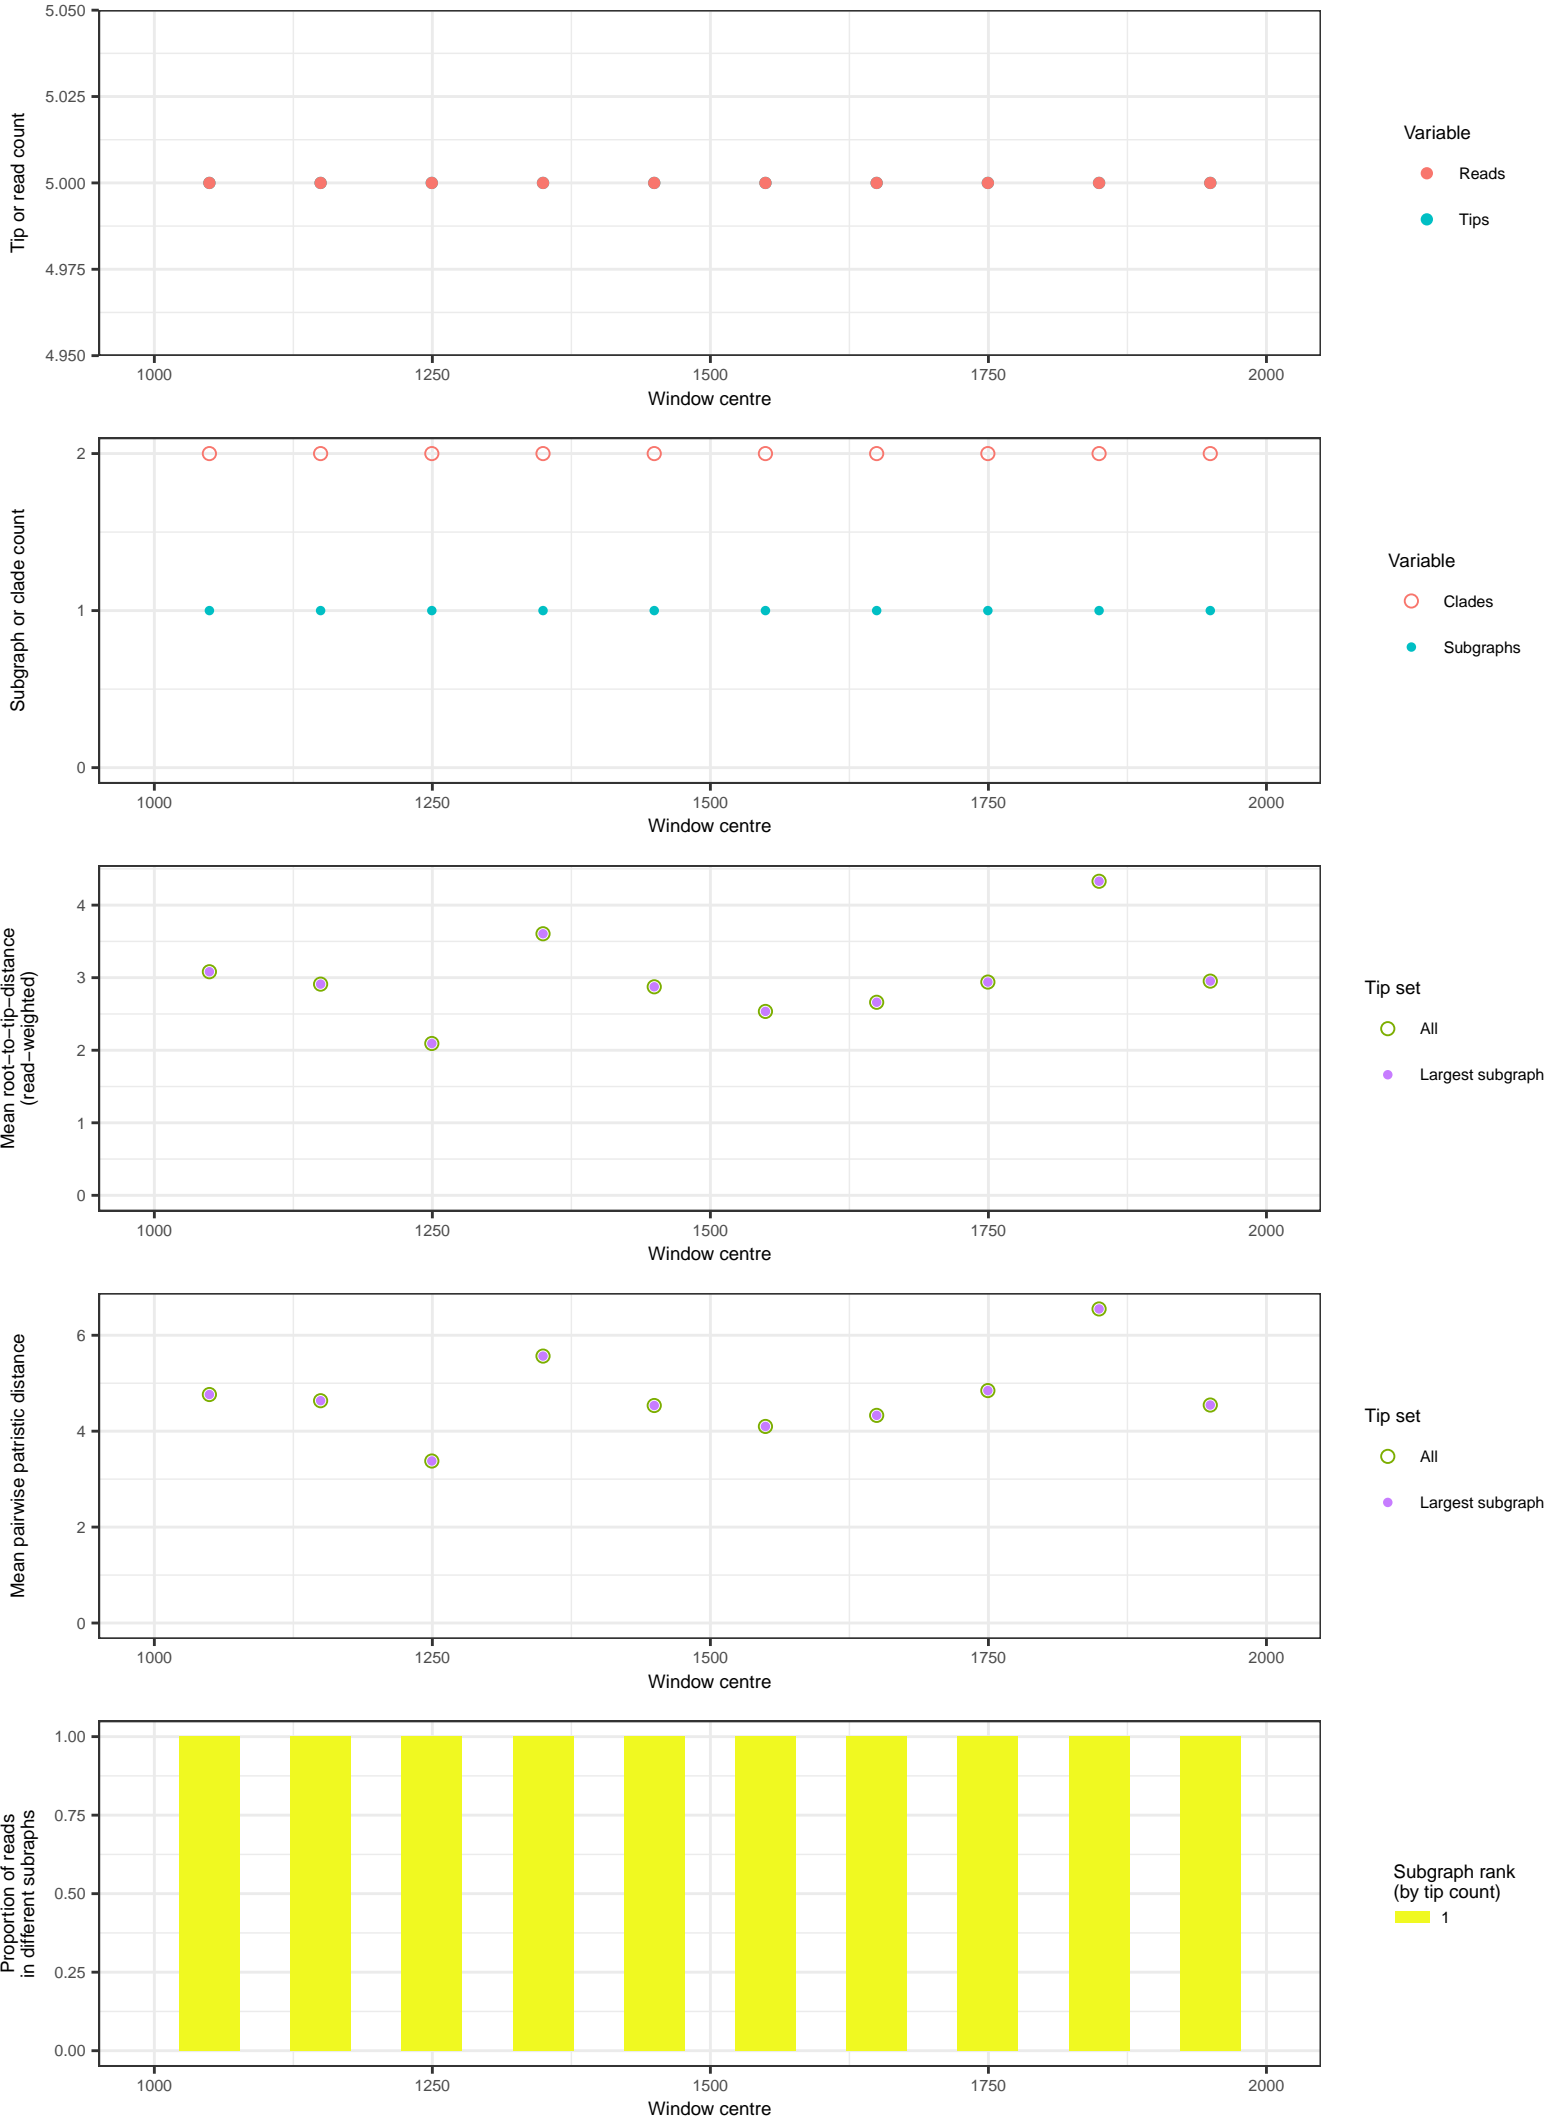 5.050
5.025
5.000
4.975
4.950
Tip or read count
1000 1250 1500 1750 2000
Window centre
Variable
Reads
Tips
2
1
0
Subgraph or clade count
1000 1250 1500 1750 2000
Window centre
Variable
Clades
Subgraphs
4
3
2
1
0
Mean root−to−tip−distance
(read−weighted)
1000 1250 1500 1750 2000
Window centre
Tip set
All
Largest subgraph
6
4
2
0
Mean pairwise patristic distance
1000 1250 1500 1750 2000
Window centre
Tip set
All
Largest subgraph
1.00
0.75
0.50
0.25
0.00
Proportion of reads
in different subraphs
1000 1250 1500 1750 2000
Window centre
Subgraph rank
(by tip count)
1